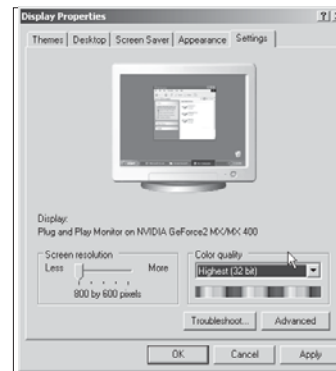 Display Properties
Themes Desktop Screen Saver Appearance Settings
Display:
Plug and Play Monitor on NVIDIA GeForce2 MX/MX 400
Screen resolution
Less More
800 by 600 pixels
Color quality
Highest (32 bit)
Troubleshoot... Advanced
OK Cancel Apply